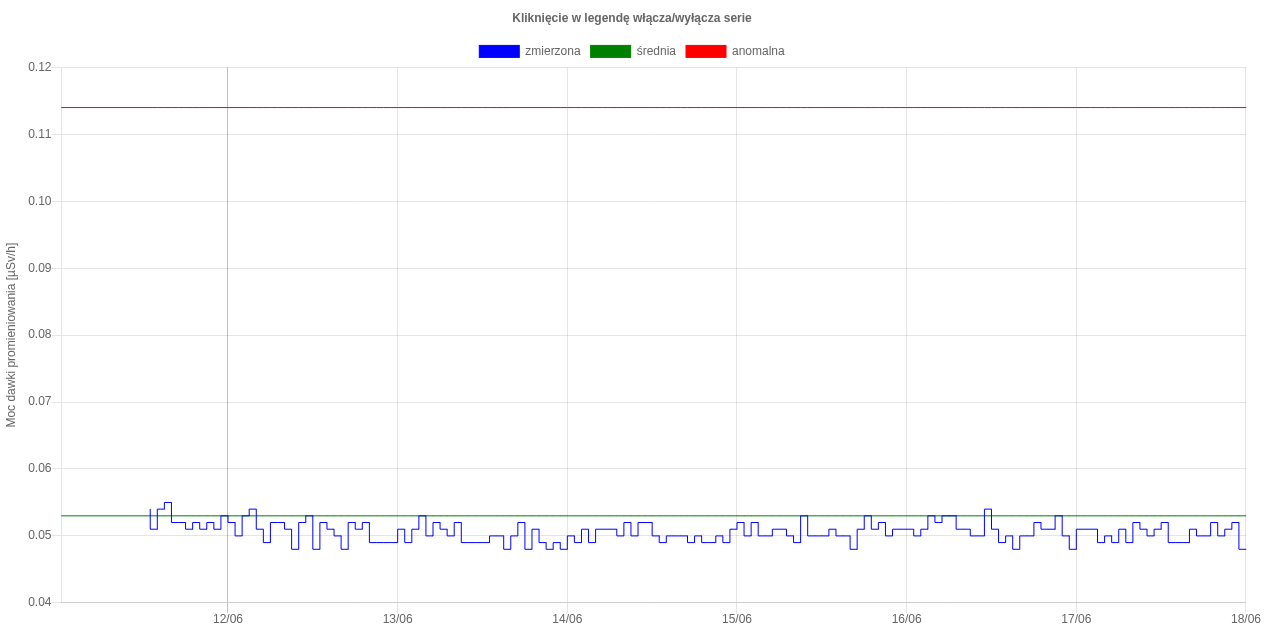 Kliknięcie w legendę włącza/wyłącza serie
zmierzona średnia anomalna
Moc dawki promieniowania [µSv/h]
0.12
0.11
0.10
0.09
0.08
0.07
0.06
0.05
0.04
12/06 13/06 14/06 15/06 16/06 17/06 18/06